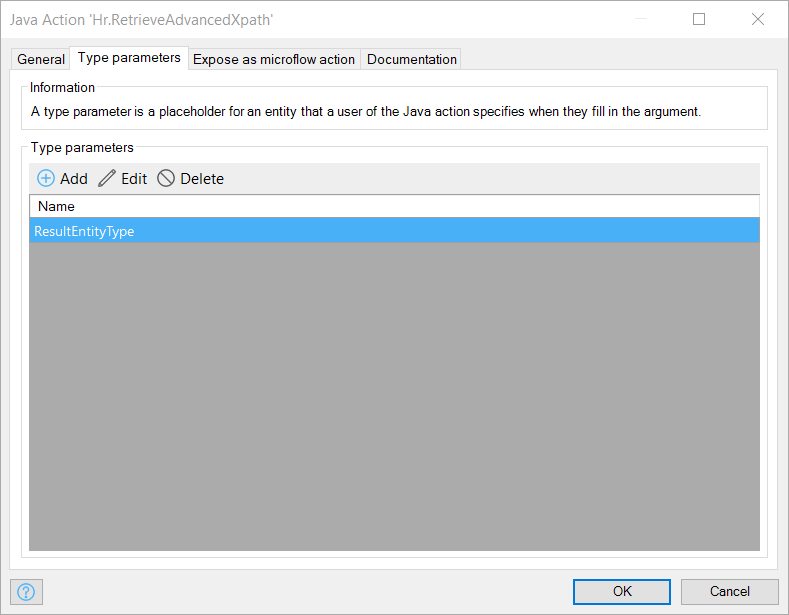 Java Action 'Hr.RetrieveAdvancedXpath'
General Type parameters Expose as microflow action Documentation
Information
A type parameter is a placeholder for an entity that a user of the Java action specifies when they fill in the argument.
Type parameters
Add Edit Delete
Name
ResultEntityType
? OK Cancel